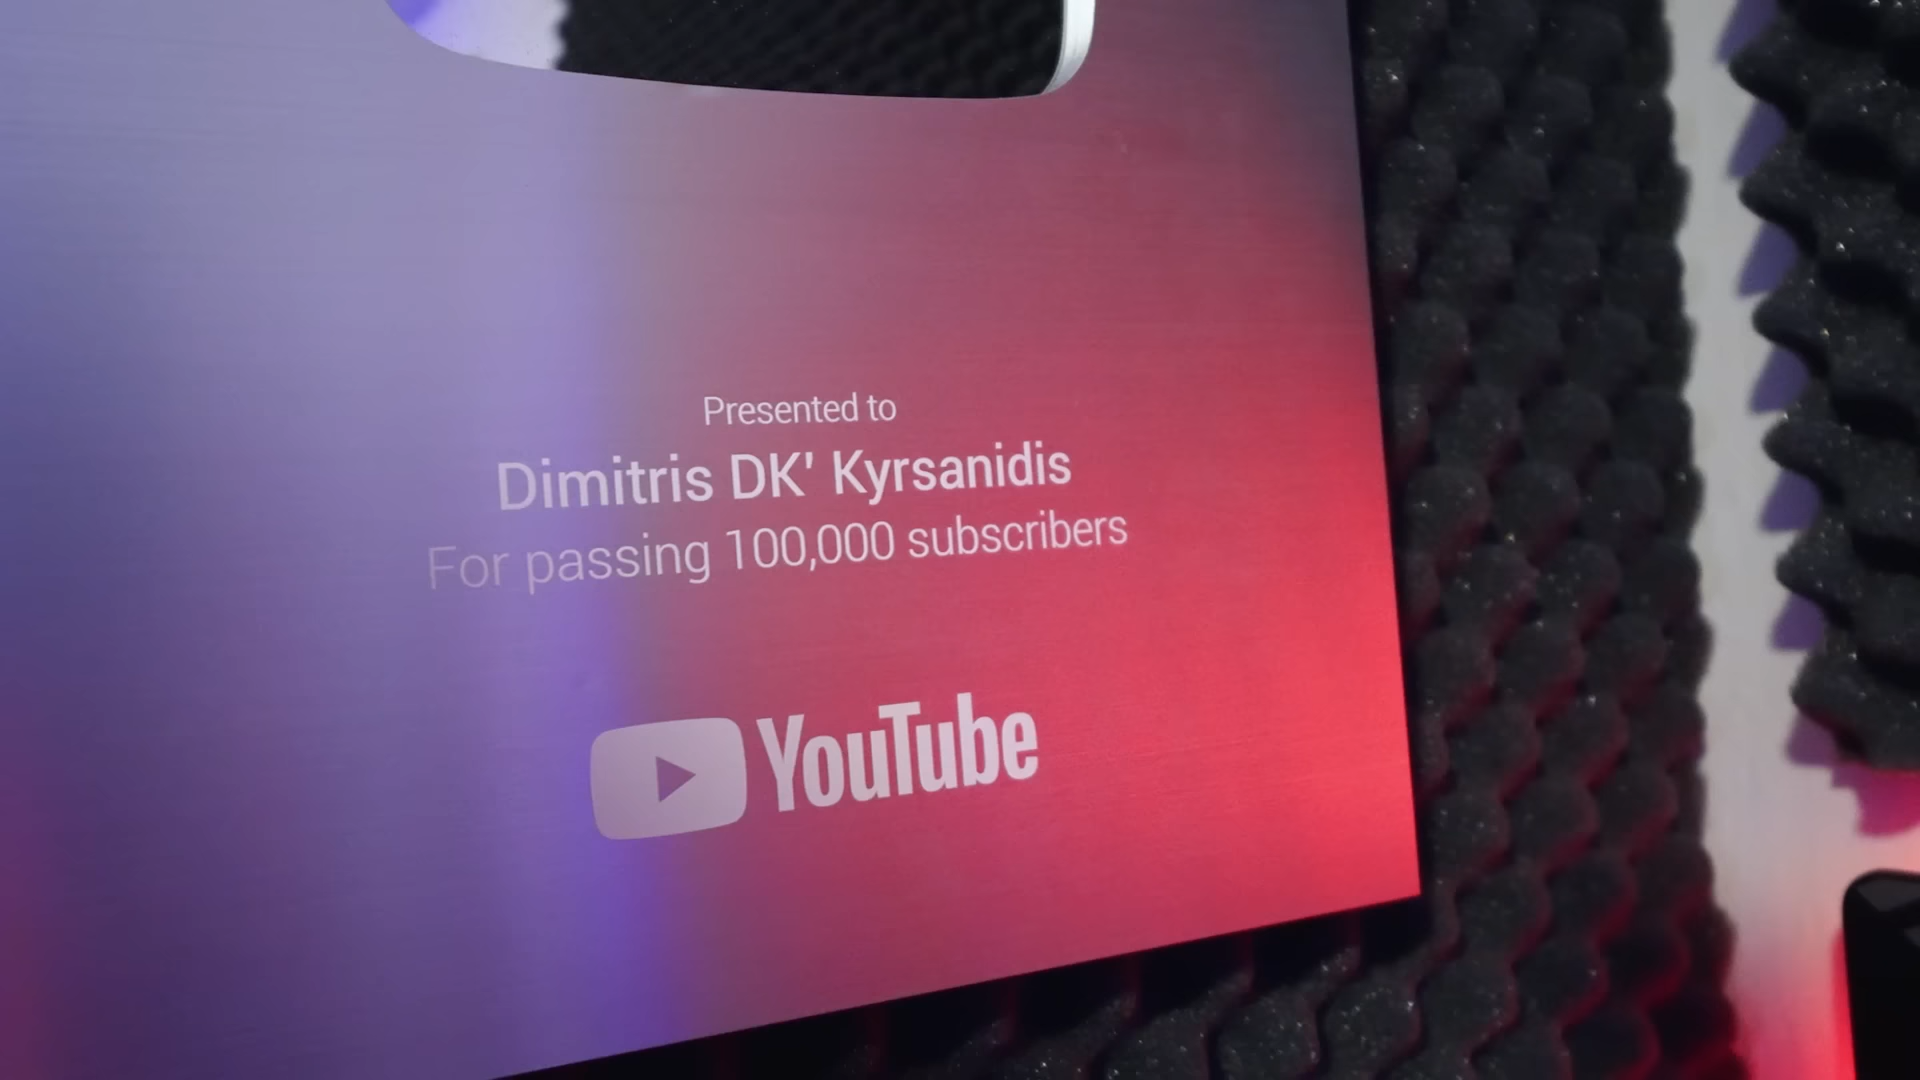 Presented to
Dimitris DK' Kyrsanidis
For passing 100,000 subscribers
YouTube